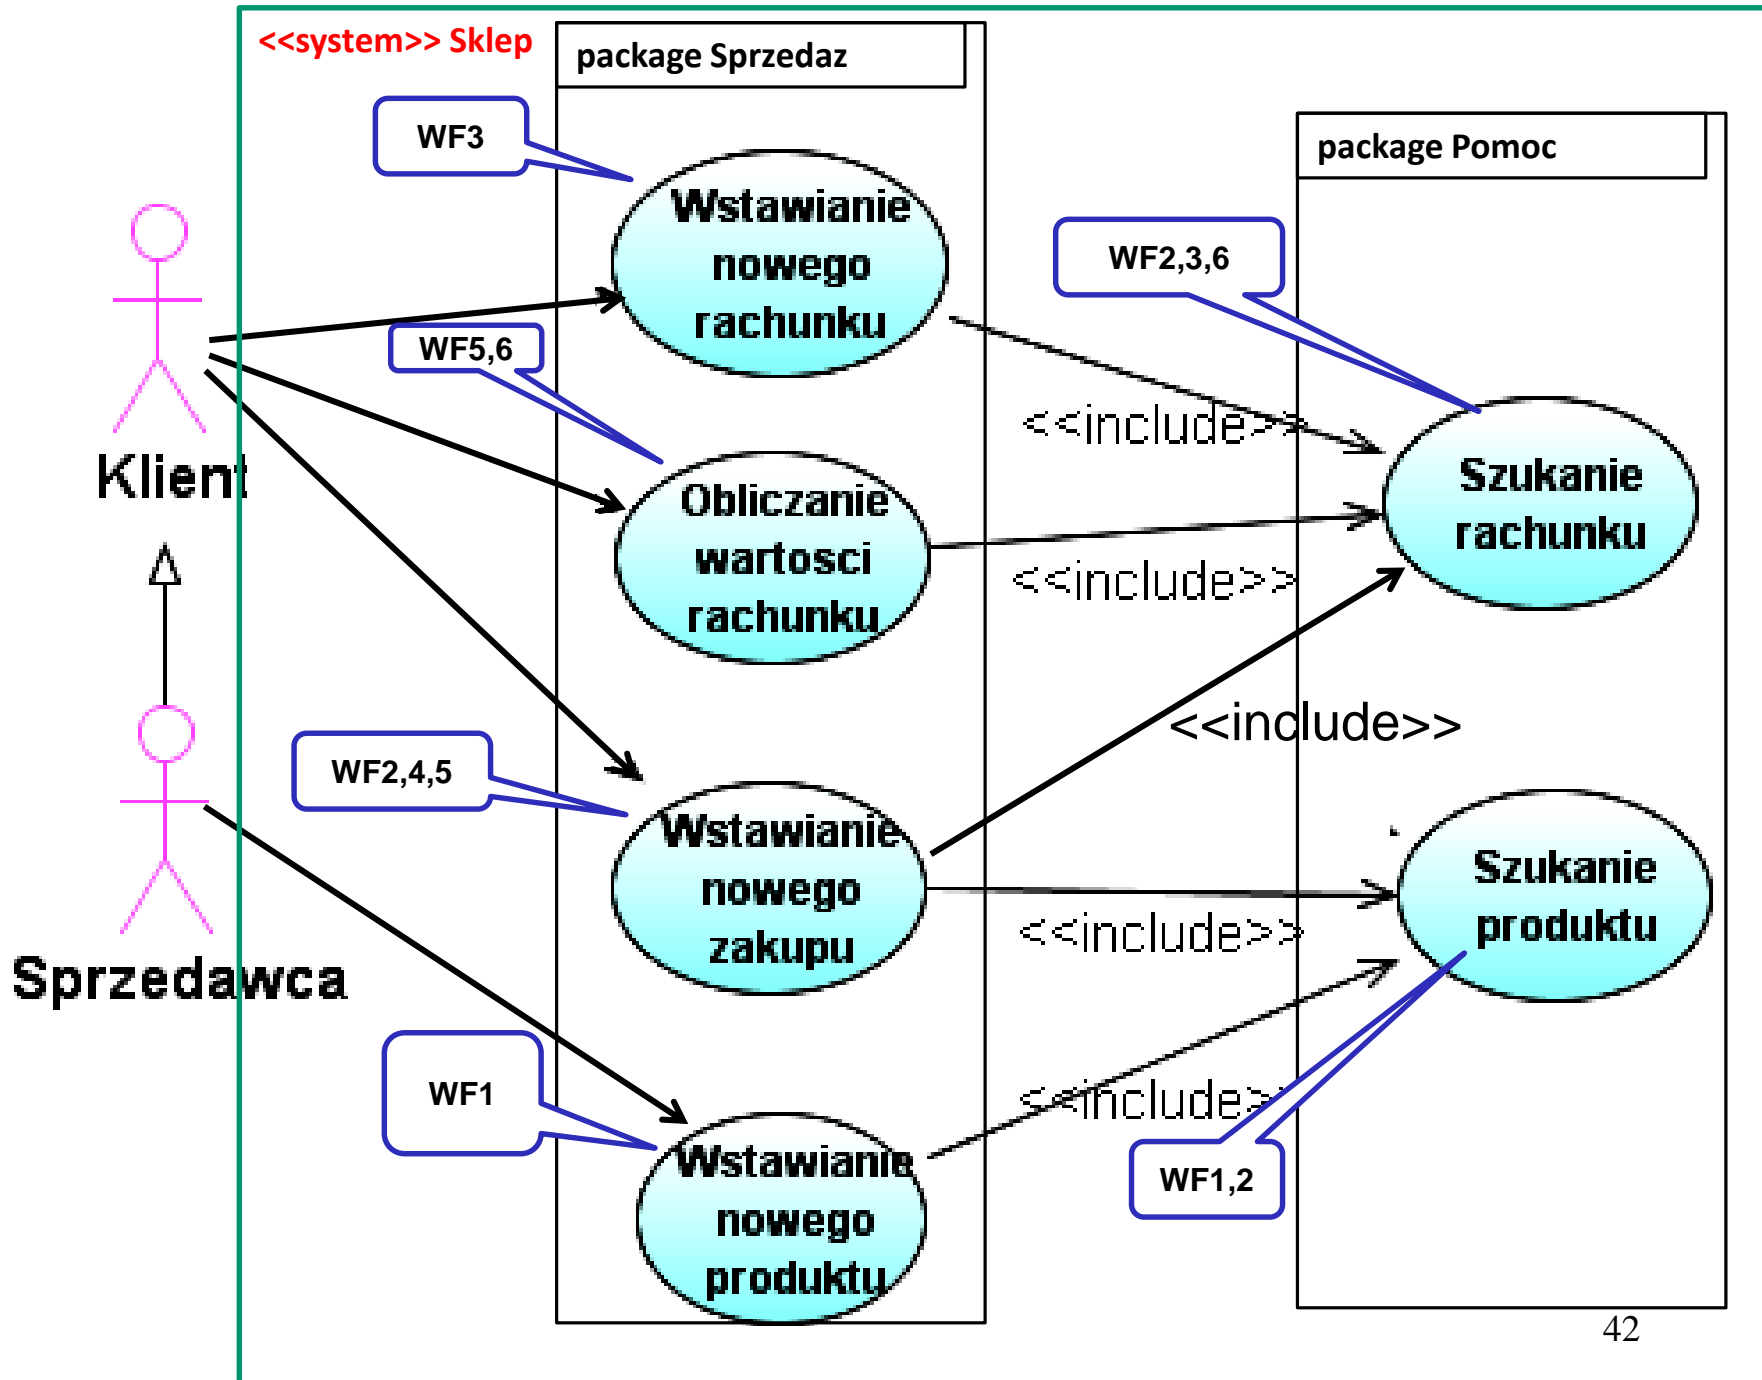 <<system>> Sklep
package Sprzedaz
package Pomoc
WF3
Wstawianie
nowego
rachunku
WF2,3,6
WF5,6
<<include>>
Klient
Obliczanie
wartosci
rachunku
Szukanie
rachunku
<<include>>
<<include>>
WF2,4,5
Wstawianie
nowego
zakupu
Szukanie
produktu
<<include>>
Sprzedawca
WF1
<<include>
Wstawianie
nowego
produktu
WF1,2
42